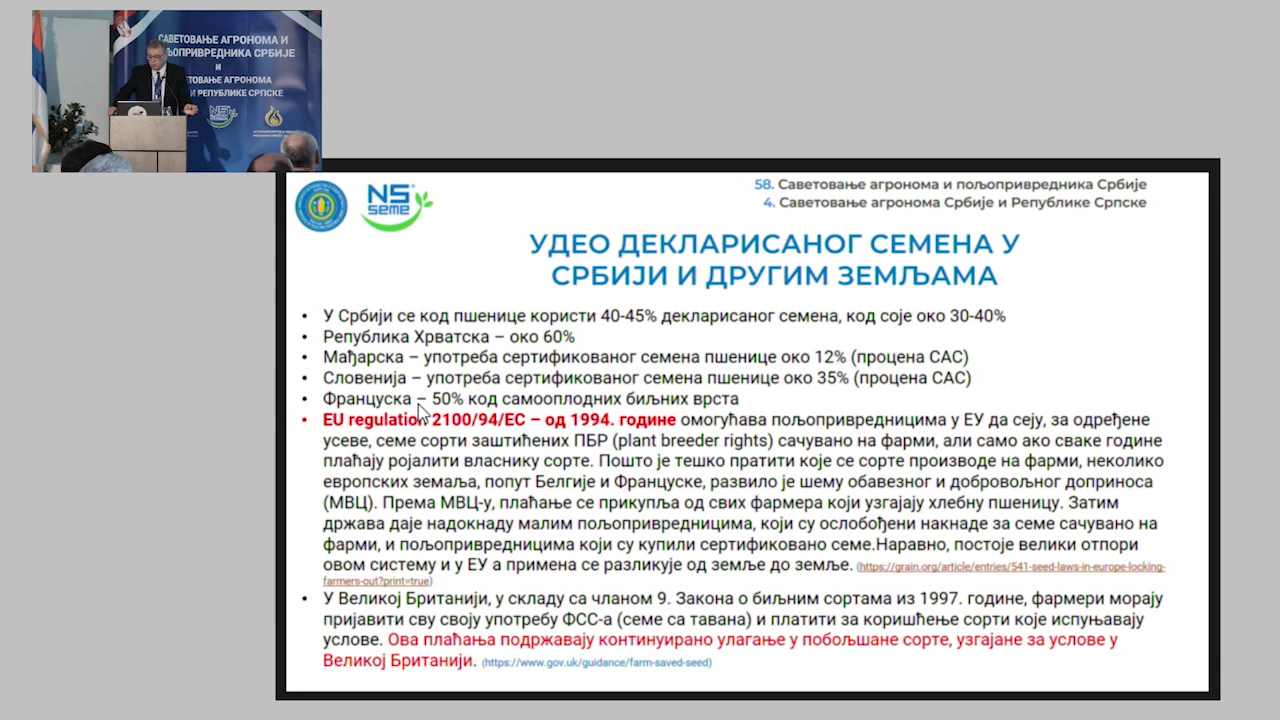 САВЕТОВАЊЕ АГРОНОМА И
ЉОПРИВРЕДНИКА СРБИЈЕ
И
ЕТОВАЊЕ АГРОНОМА
И РЕПУБЛИКЕ СРПСКЕ
NS
NS
seme
58. Саветовање агронома и пољопривредника Србије
4. Саветовање агронома Србије и Републике Српске
УДЕО ДЕКЛАРИСАНОГ СЕМЕНА У
СРБИЈИ И ДРУГИМ ЗЕМЉАМА
• У Србији се код пшенице користи 40-45% декларисаног семена, код соје око 30-40%
• Република Хрватска – око 60%
• Мађарска – употреба сертификованог семена пшенице око 12% (процена САС)
• Словенија – употреба сертификованог семена пшенице око 35% (процена САС)
• Француска – 50% код самооплодних биљних врста
• EU regulation 2100/94/EC – од 1994. године омогућава пољопривредницима у ЕУ да сеју, за одређене
усеве, семе сорти заштићених ПБР (plant breeder rights) сачувано на фарми, али само ако сваке године
плаћају ројалити власнику сорте. Пошто је тешко пратити које се сорте производе на фарми, неколико
европских земаља, попут Белгије и Француске, развило је шему обавезног и добровољног доприноса
(МВЦ). Према МВЦ-у, плаћање се прикупља од свих фармера који узгајају хлебну пшеницу. Затим
држава даје надокнаду малим пољопривредницима, који су ослобођени накнаде за семе сачувано на
фарми, и пољопривредницима који су купили сертификовано семе.Наравно, постоје велики отпори
овом систему и у ЕУ а примена се разликује од земље до земље. (https://grain.org/article/entries/541-seed-laws-in-europe-locking-
farmers-out?print=true)
• У Великој Британији, у складу са чланом 9. Закона о биљним сортама из 1997. године, фармери морају
пријавити сву своју употребу ФСС-а (семе са тавана) и платити за коришћење сорти које испуњавају
услове. Ова плаћања подржавају континуирано улагање у побољшане сорте, узгајане за услове у
Великој Британији. (https://www.gov.uk/guidance/farm-saved-seed)